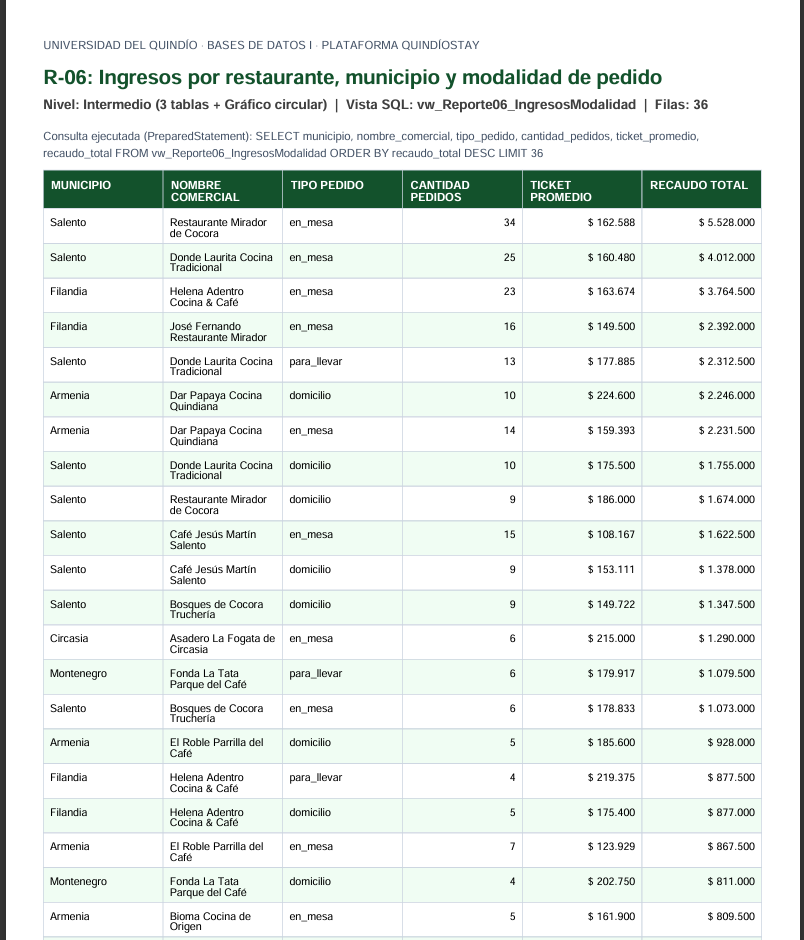 UNIVERSIDAD DEL QUINDÍO · BASES DE DATOS I · PLATAFORMA QUINDÍOSTAY
R-06: Ingresos por restaurante, municipio y modalidad de pedido
Nivel: Intermedio (3 tablas + Gráfico circular) | Vista SQL: vw_Reporte06_IngresosModalidad | Filas: 36
Consulta ejecutada (PreparedStatement): SELECT municipio, nombre_comercial, tipo_pedido, cantidad_pedidos, ticket_promedio,
recaudo_total FROM vw_Reporte06_IngresosModalidad ORDER BY recaudo_total DESC LIMIT 36
MUNICIPIO NOMBRE COMERCIAL TIPO PEDIDO CANTIDAD PEDIDOS TICKET PROMEDIO RECAUDO TOTAL
Salento Restaurante Mirador de Cocora en_mesa 34 $ 162.588 $ 5.528.000
Salento Donde Laurita Cocina Tradicional en_mesa 25 $ 160.480 $ 4.012.000
Filandia Helena Adentro Cocina & Café en_mesa 23 $ 163.674 $ 3.764.500
Filandia José Fernando Restaurante Mirador en_mesa 16 $ 149.500 $ 2.392.000
Salento Donde Laurita Cocina Tradicional para_llevar 13 $ 177.885 $ 2.312.500
Armenia Dar Papaya Cocina Quindiana domicilio 10 $ 224.600 $ 2.246.000
Armenia Dar Papaya Cocina Quindiana en_mesa 14 $ 159.393 $ 2.231.500
Salento Donde Laurita Cocina Tradicional domicilio 10 $ 175.500 $ 1.755.000
Salento Restaurante Mirador de Cocora domicilio 9 $ 186.000 $ 1.674.000
Salento Café Jesús Martín Salento en_mesa 15 $ 108.167 $ 1.622.500
Salento Café Jesús Martín Salento domicilio 9 $ 153.111 $ 1.378.000
Salento Bosques de Cocora Truchería domicilio 9 $ 149.722 $ 1.347.500
Circasia Asadero La Fogata de Circasia en_mesa 6 $ 215.000 $ 1.290.000
Montenegro Fonda La Tata Parque del Café para_llevar 6 $ 179.917 $ 1.079.500
Salento Bosques de Cocora Truchería en_mesa 6 $ 178.833 $ 1.073.000
Armenia El Roble Parrilla del Café domicilio 5 $ 185.600 $ 928.000
Filandia Helena Adentro Cocina & Café para_llevar 4 $ 219.375 $ 877.500
Filandia Helena Adentro Cocina & Café domicilio 5 $ 175.400 $ 877.000
Armenia El Roble Parrilla del Café en_mesa 7 $ 123.929 $ 867.500
Montenegro Fonda La Tata Parque del Café domicilio 4 $ 202.750 $ 811.000
Armenia Bioma Cocina de Origen en_mesa 5 $ 161.900 $ 809.500